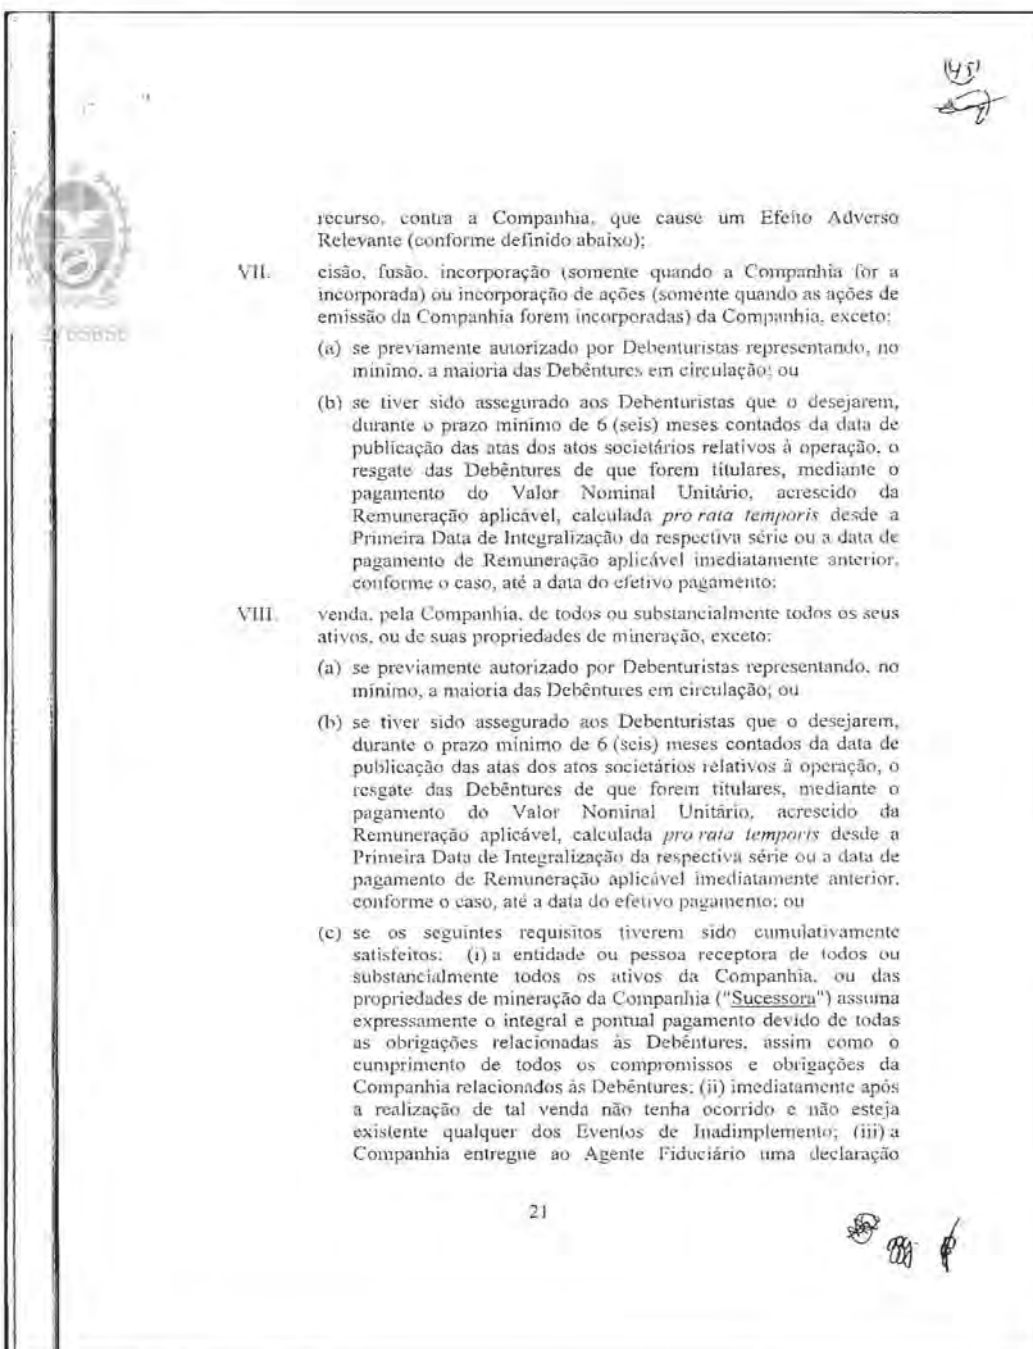 (45)
recurso, contra a Companhia, que cause um Efeito Adverso
Relevante (conforme definido abaixo);
VII. cisão, fusão, incorporação (somente quando a Companhia for a
incorporada) ou incorporação de ações (somente quando as ações de
emissão da Companhia forem incorporadas) da Companhia, exceto:
(a) se previamente autorizado por Debenturistas representando, no
mínimo, a maioria das Debêntures em circulação; ou
(b) se tiver sido assegurado aos Debenturistas que o desejarem,
durante o prazo mínimo de 6 (seis) meses contados da data de
publicação das atas dos atos societários relativos à operação, o
resgate das Debêntures de que forem titulares, mediante o
pagamento do Valor Nominal Unitário, acrescido da
Remuneração aplicável, calculada pro rata temporis desde a
Primeira Data de Integralização da respectiva série ou a data de
pagamento de Remuneração aplicável imediatamente anterior,
conforme o caso, até a data do efetivo pagamento;
VIII. venda, pela Companhia, de todos ou substancialmente todos os seus
ativos, ou de suas propriedades de mineração, exceto:
(a) se previamente autorizado por Debenturistas representando, no
mínimo, a maioria das Debêntures em circulação; ou
(b) se tiver sido assegurado aos Debenturistas que o desejarem,
durante o prazo mínimo de 6 (seis) meses contados da data de
publicação das atas dos atos societários relativos à operação, o
resgate das Debêntures de que forem titulares, mediante o
pagamento do Valor Nominal Unitário, acrescido da
Remuneração aplicável, calculada pro rata temporis desde a
Primeira Data de Integralização da respectiva série ou a data de
pagamento de Remuneração aplicável imediatamente anterior,
conforme o caso, até a data do efetivo pagamento; ou
(c) se os seguintes requisitos tiverem sido cumulativamente
satisfeitos: (i) a entidade ou pessoa receptora de todos ou
substancialmente todos os ativos da Companhia, ou das
propriedades de mineração da Companhia ("Sucessora") assuma
expressamente o integral e pontual pagamento devido de todas
as obrigações relacionadas às Debêntures, assim como o
cumprimento de todos os compromissos e obrigações da
Companhia relacionados às Debêntures; (ii) imediatamente após
a realização de tal venda não tenha ocorrido e não esteja
existente qualquer dos Eventos de Inadimplemento; (iii) a
Companhia entregue ao Agente Fiduciário uma declaração
21